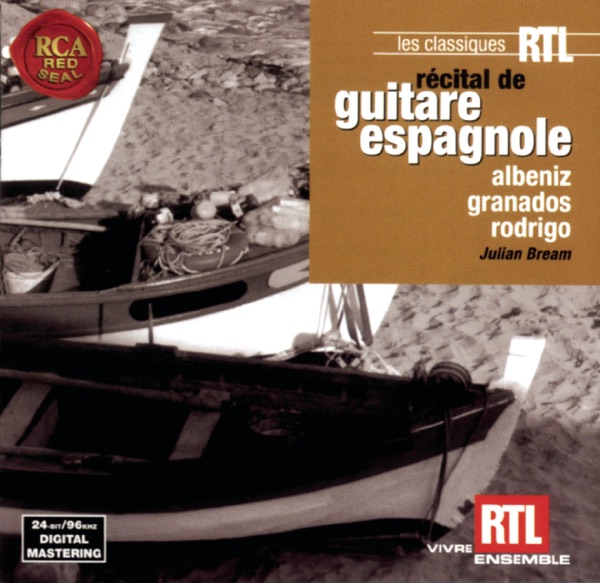 RCA
RED
SEAL
les classiques RTL
récital de
guitare
espagnole
albeniz
granados
rodrigo
Julian Bream
24-BIT/96KHZ
DIGITAL
MASTERING
RTL
VIVRE
ENSEMBLE